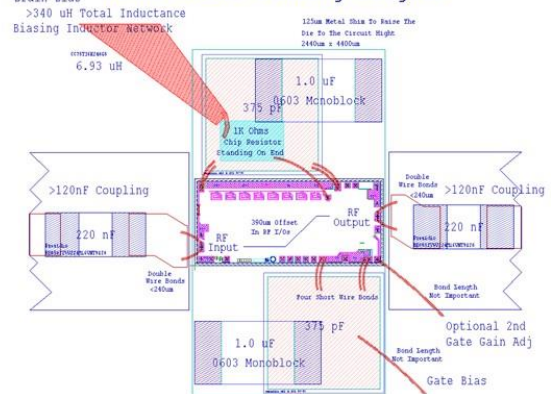 >340 uH Total Inductance
Biasing Inductor Network
6.93 uH
125um Metal Shim To Raise The
Die To The Circuit Hight
2440um x 4400um
1.0 uF
0603 Monoblock
375 pF
1K Ohms
Chip Resistor
Standing On End
>120nF Coupling
220 nF
Double
Wire Bonds
<240um
RF
Input
390um Offset
In RF I/Os
RF
Output
Double
Wire Bonds
<240um
>120nF Coupling
220 nF
Four Short Wire Bonds
375 pF
1.0 uF
0603 Monoblock
Bond Length
Not Important
Optional 2nd
Gate Gain Adj
Bond Length
Not Important
Gate Bias